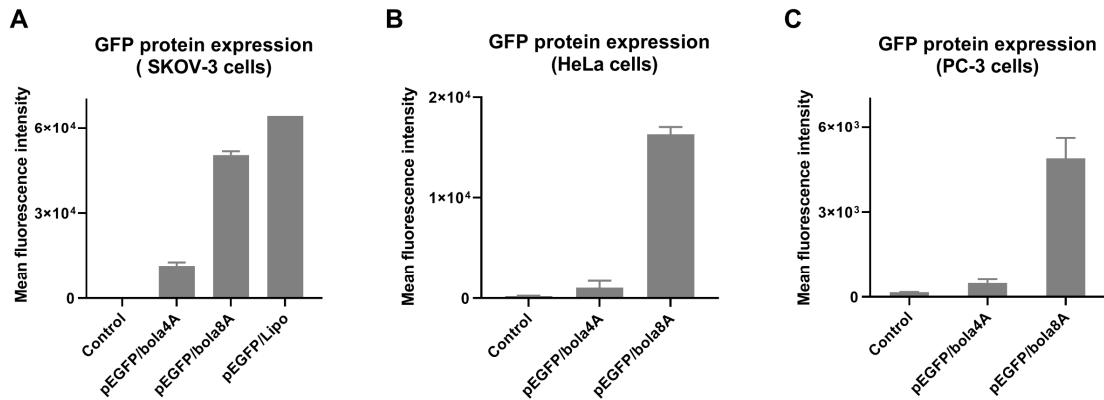 A
GFP protein expression
( SKOV-3 cells)
Mean fluorescence intensity
6×10⁴
3×10⁴
0
Control
pEGFP/bola4A
pEGFP/bola8A
pEGFP/Lipo
B
GFP protein expression
(HeLa cells)
Mean fluorescence intensity
2×10⁴
1×10⁴
0
Control
pEGFP/bola4A
pEGFP/bola8A
C
GFP protein expression
(PC-3 cells)
Mean fluorescence intensity
6×10³
3×10³
0
Control
pEGFP/bola4A
pEGFP/bola8A